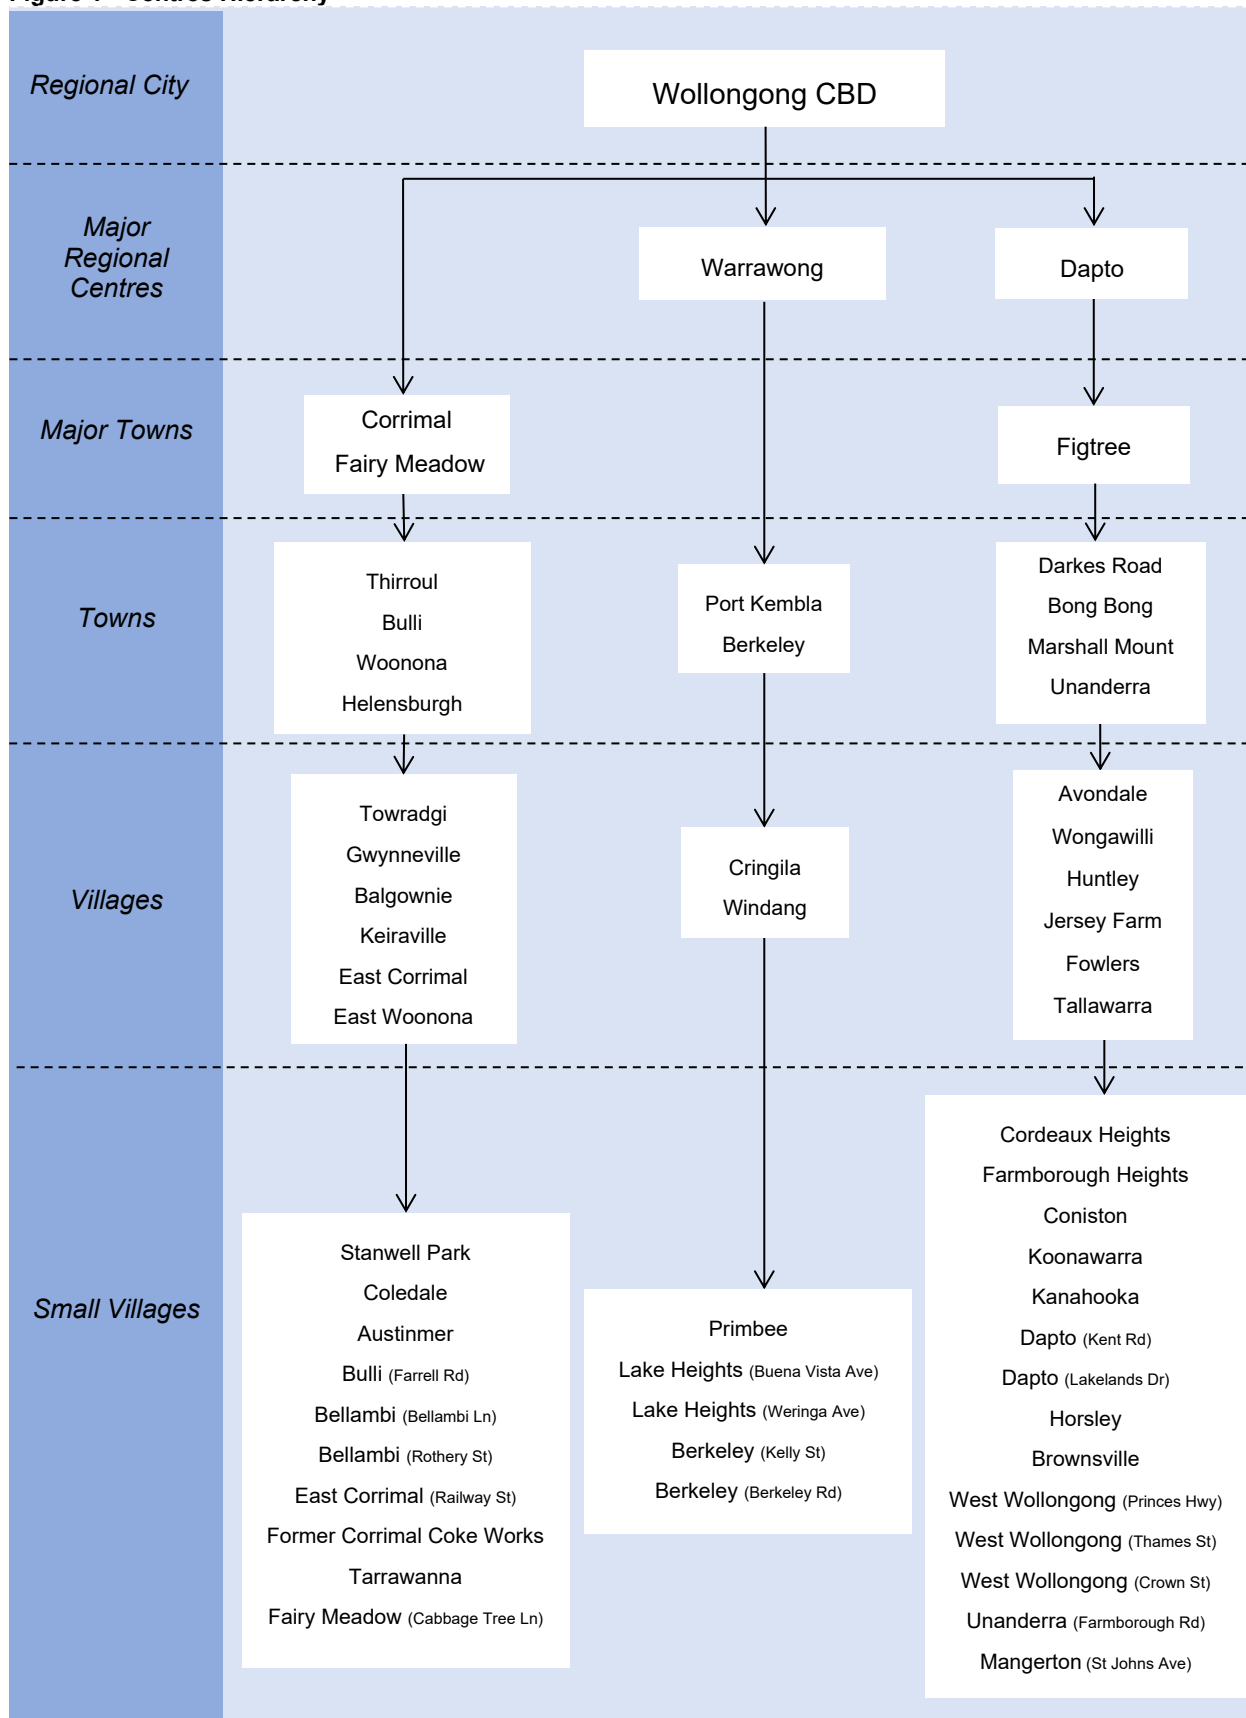 Figure 1 Centres Hierarchy
Regional City
Wollongong CBD
Major
Regional
Centres
Warrawong
Dapto
Major Towns
Corrimal
Fairy Meadow
Figtree
Towns
Thirroul
Bulli
Woonona
Helensburgh
Port Kembla
Berkeley
Darkes Road
Bong Bong
Marshall Mount
Unanderra
Villages
Towradgi
Gwynneville
Balgownie
Keiraville
East Corrimal
East Woonona
Cringila
Windang
Avondale
Wongawilli
Huntley
Jersey Farm
Fowlers
Tallawarra
Small Villages
Stanwell Park
Coledale
Austinmer
Bulli (Farrell Rd)
Bellambi (Bellambi Ln)
Bellambi (Rothery St)
East Corrimal (Railway St)
Former Corrimal Coke Works
Tarrawanna
Fairy Meadow (Cabbage Tree Ln)
Primbee
Lake Heights (Buena Vista Ave)
Lake Heights (Weringa Ave)
Berkeley (Kelly St)
Berkeley (Berkeley Rd)
Cordeaux Heights
Farmborough Heights
Coniston
Koonawarra
Kanahooka
Dapto (Kent Rd)
Dapto (Lakelands Dr)
Horsley
Brownsville
West Wollongong (Princes Hwy)
West Wollongong (Thames St)
West Wollongong (Crown St)
Unanderra (Farmborough Rd)
Mangerton (St Johns Ave)